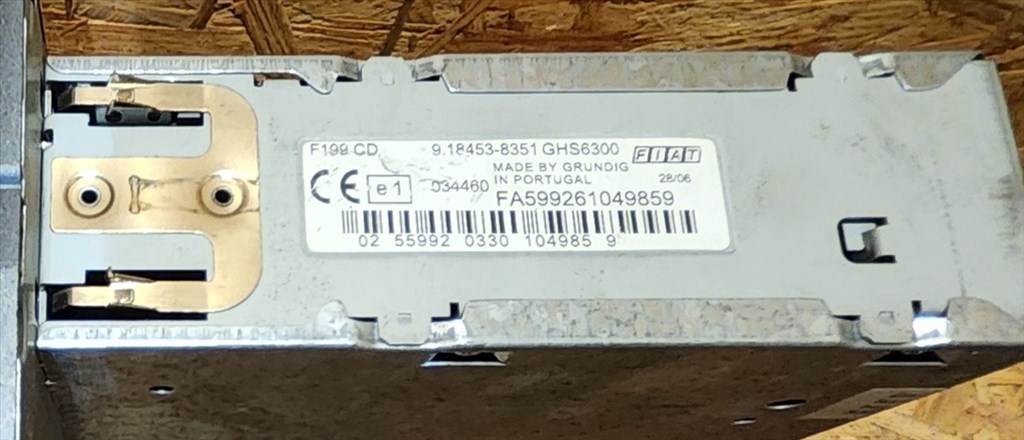 F199 CD 9.18453-8351 GHS6300 FIAT
MADE BY GRUNDIG
IN PORTUGAL 28/06
CE e1 034460
FA599261049859
02 55992 0330 104985 9